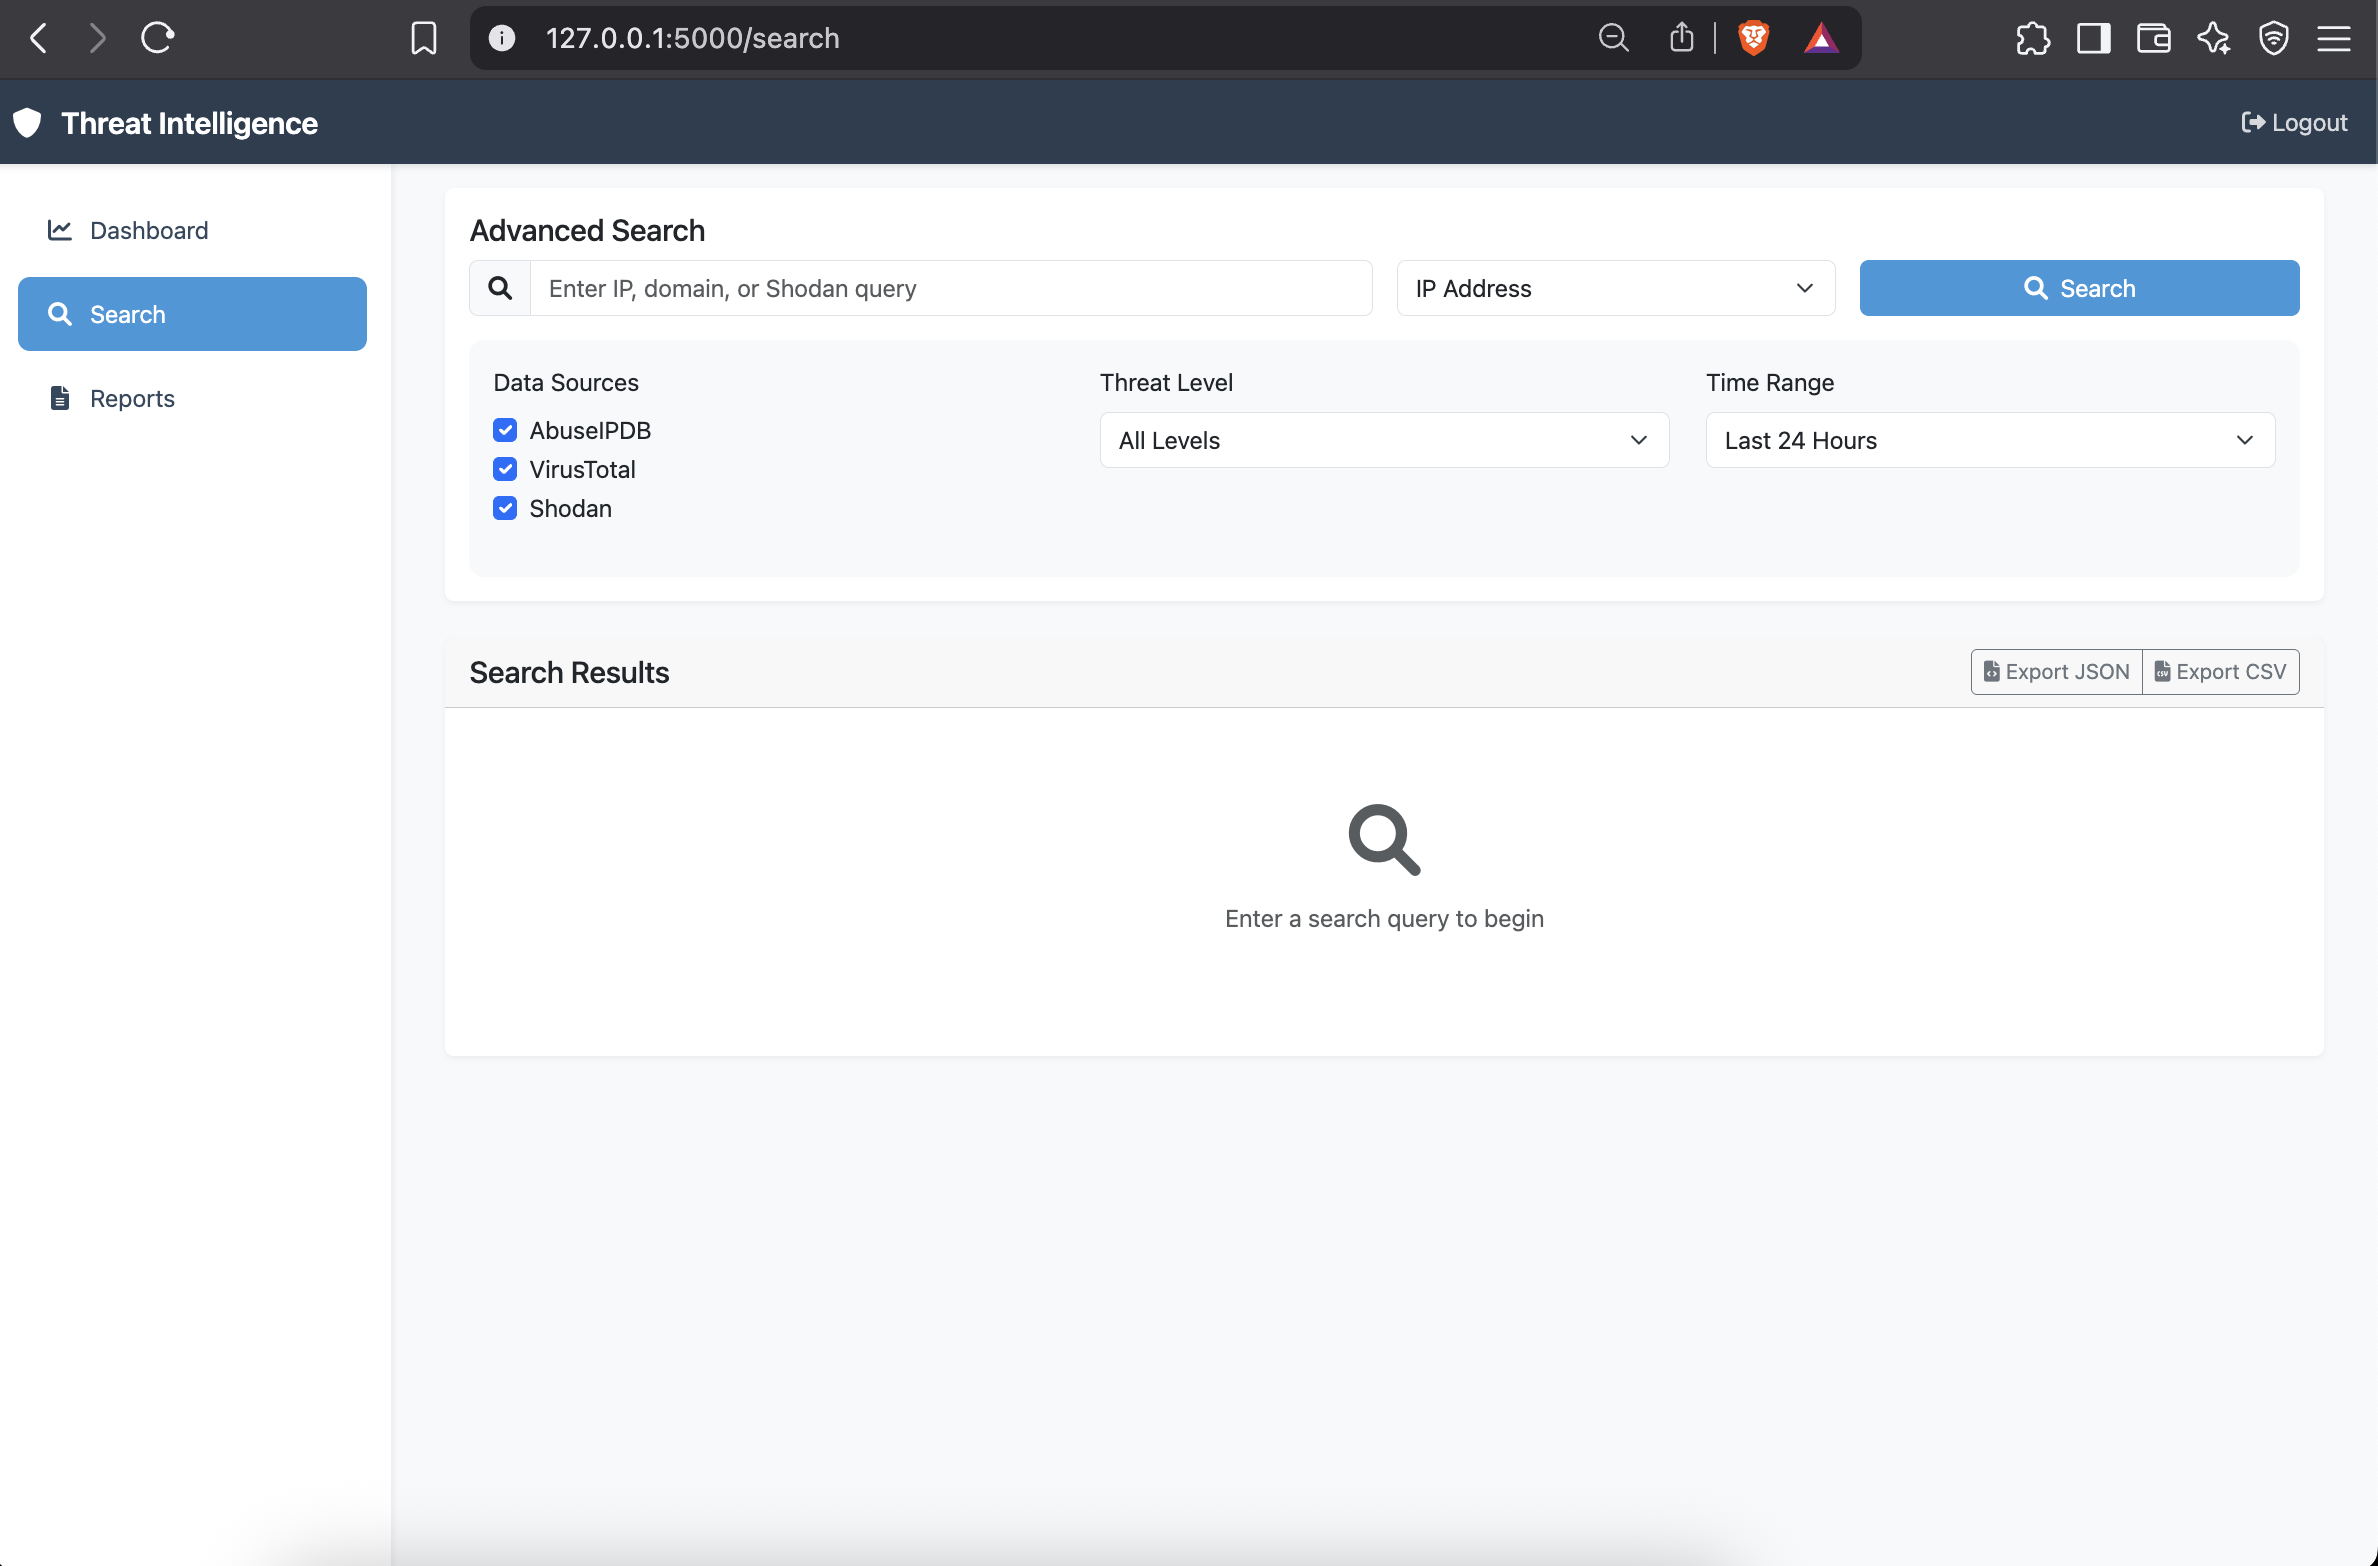 127.0.0.1:5000/search
Threat Intelligence
Logout
Dashboard
Search
Reports
Advanced Search
Enter IP, domain, or Shodan query
IP Address
Search
Data Sources
AbuseIPDB
VirusTotal
Shodan
Threat Level
All Levels
Time Range
Last 24 Hours
Search Results
Export JSON
Export CSV
Enter a search query to begin